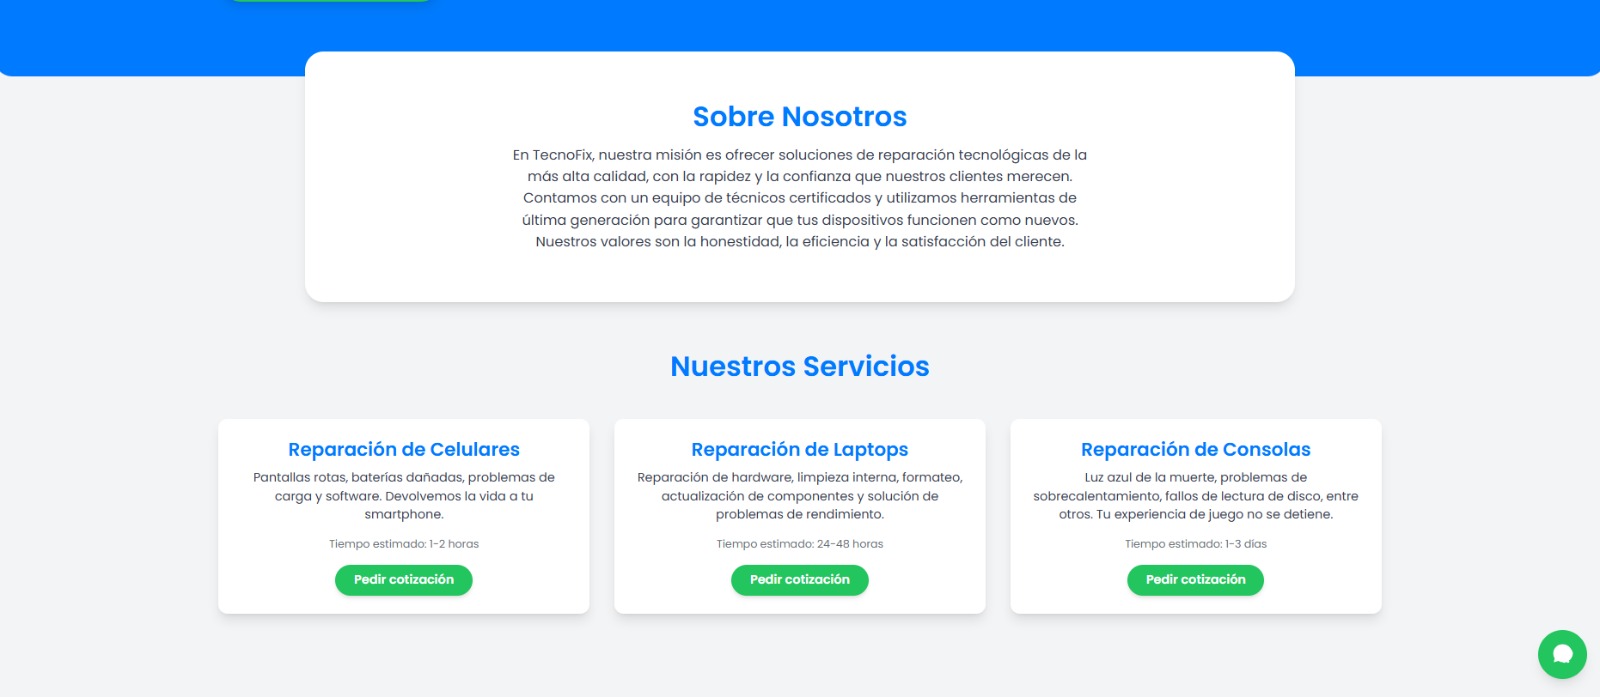 Sobre Nosotros
En TecnoFix, nuestra misión es ofrecer soluciones de reparación tecnológicas de la
más alta calidad, con la rapidez y la confianza que nuestros clientes merecen.
Contamos con un equipo de técnicos certificados y utilizamos herramientas de
última generación para garantizar que tus dispositivos funcionen como nuevos.
Nuestros valores son la honestidad, la eficiencia y la satisfacción del cliente.
Nuestros Servicios
Reparación de Celulares
Pantallas rotas, baterías dañadas, problemas de
carga y software. Devolvemos la vida a tu
smartphone.
Tiempo estimado: 1-2 horas
Pedir cotización
Reparación de Laptops
Reparación de hardware, limpieza interna, formateo,
actualización de componentes y solución de
problemas de rendimiento.
Tiempo estimado: 24-48 horas
Pedir cotización
Reparación de Consolas
Luz azul de la muerte, problemas de
sobrecalentamiento, fallos de lectura de disco, entre
otros. Tu experiencia de juego no se detiene.
Tiempo estimado: 1-3 días
Pedir cotización